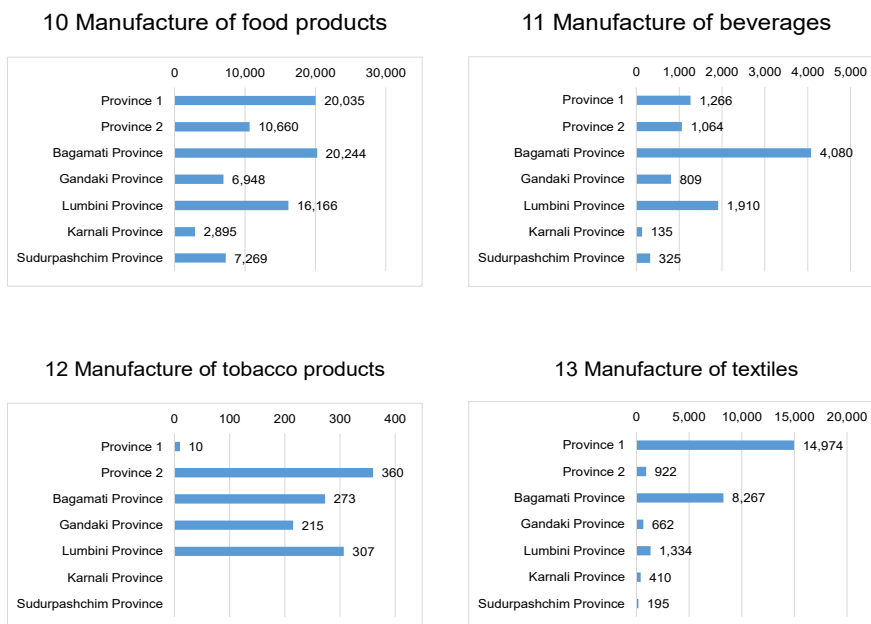 10 Manufacture of food products
0 10,000 20,000 30,000
Province 1 20,035
Province 2 10,660
Bagamati Province 20,244
Gandaki Province 6,948
Lumbini Province 16,166
Karnali Province 2,895
Sudurpashchim Province 7,269
11 Manufacture of beverages
0 1,000 2,000 3,000 4,000 5,000
Province 1 1,266
Province 2 1,064
Bagamati Province 4,080
Gandaki Province 809
Lumbini Province 1,910
Karnali Province 135
Sudurpashchim Province 325
12 Manufacture of tobacco products
0 100 200 300 400
Province 1 10
Province 2 360
Bagamati Province 273
Gandaki Province 215
Lumbini Province 307
Karnali Province
Sudurpashchim Province
13 Manufacture of textiles
0 5,000 10,000 15,000 20,000
Province 1 14,974
Province 2 922
Bagamati Province 8,267
Gandaki Province 662
Lumbini Province 1,334
Karnali Province 410
Sudurpashchim Province 195